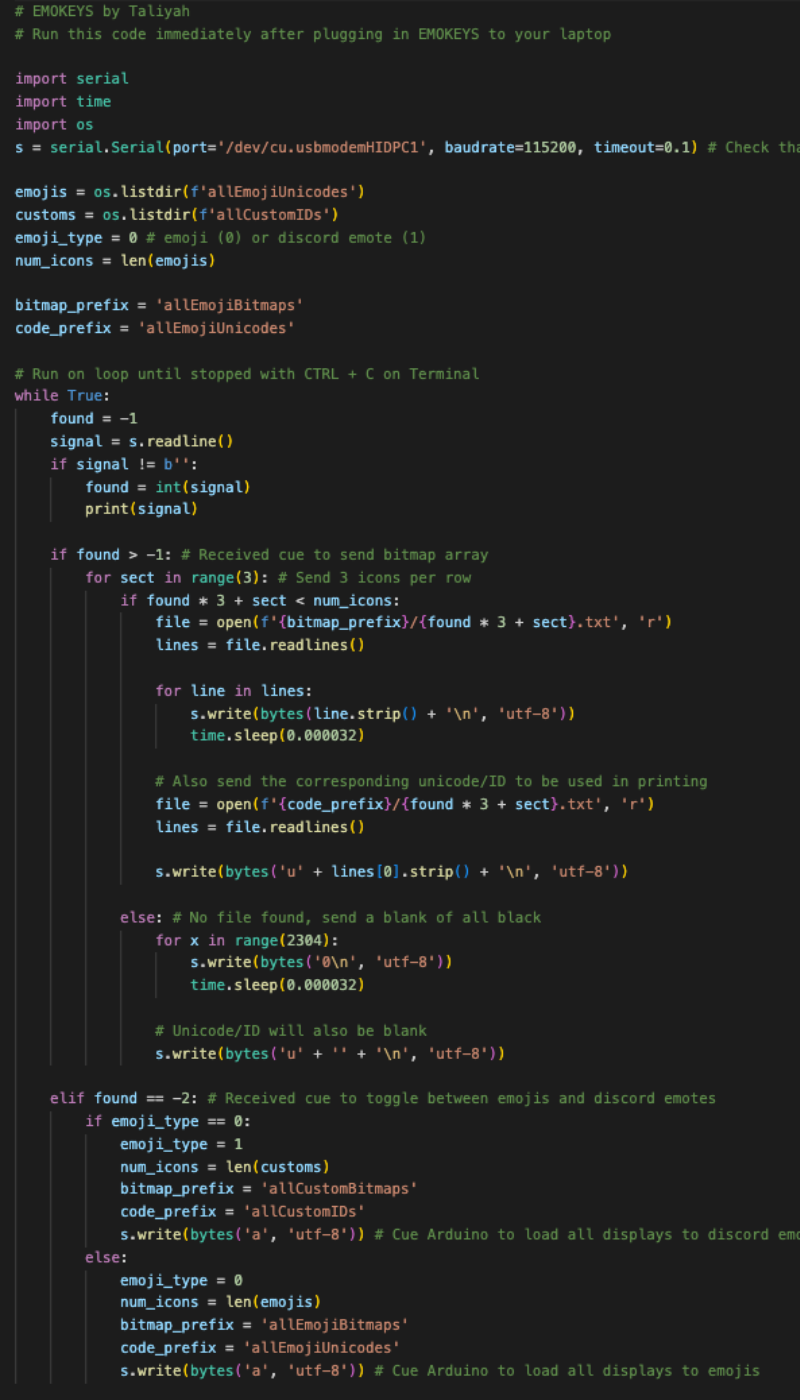 # EMOKEYS by Taliyah
# Run this code immediately after plugging in EMOKEYS to your laptop

import serial
import time
import os
s = serial.Serial(port='/dev/cu.usbmodemHIDPC1', baudrate=115200, timeout=0.1) # Check

emojis = os.listdir(f'allEmojiUnicodes')
customs = os.listdir(f'allCustomIDs')
emoji_type = 0 # emoji (0) or discord emote (1)
num_icons = len(emojis)

bitmap_prefix = 'allEmojiBitmaps'
code_prefix = 'allEmojiUnicodes'

# Run on loop until stopped with CTRL + C on Terminal
while True:
    found = -1
    signal = s.readline()
    if signal != b'':
        found = int(signal)
        print(signal)

    if found > -1: # Received cue to send bitmap array
        for sect in range(3): # Send 3 icons per row
            if found * 3 + sect < num_icons:
                file = open(f'{bitmap_prefix}/{found * 3 + sect}.txt', 'r')
                lines = file.readlines()

                for line in lines:
                    s.write(bytes(line.strip() + '\n', 'utf-8'))
                    time.sleep(0.000032)

                # Also send the corresponding unicode/ID to be used in printing
                file = open(f'{code_prefix}/{found * 3 + sect}.txt', 'r')
                lines = file.readlines()

                s.write(bytes('u' + lines[0].strip() + '\n', 'utf-8'))

            else: # No file found, send a blank of all black
                for x in range(2304):
                    s.write(bytes('0\n', 'utf-8'))
                    time.sleep(0.000032)

                # Unicode/ID will also be blank
                s.write(bytes('u' + '' + '\n', 'utf-8'))

    elif found == -2: # Received cue to toggle between emojis and discord emotes
        if emoji_type == 0:
            emoji_type = 1
            num_icons = len(customs)
            bitmap_prefix = 'allCustomBitmaps'
            code_prefix = 'allCustomIDs'
            s.write(bytes('a', 'utf-8')) # Cue Arduino to load all displays to discord
        else:
            emoji_type = 0
            num_icons = len(emojis)
            bitmap_prefix = 'allEmojiBitmaps'
            code_prefix = 'allEmojiUnicodes'
            s.write(bytes('a', 'utf-8')) # Cue Arduino to load all displays to emojis